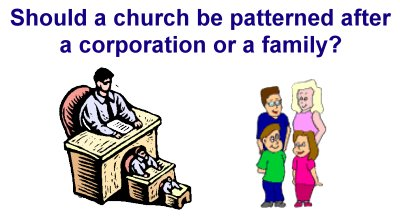 Should a church be patterned after
a corporation or a family?